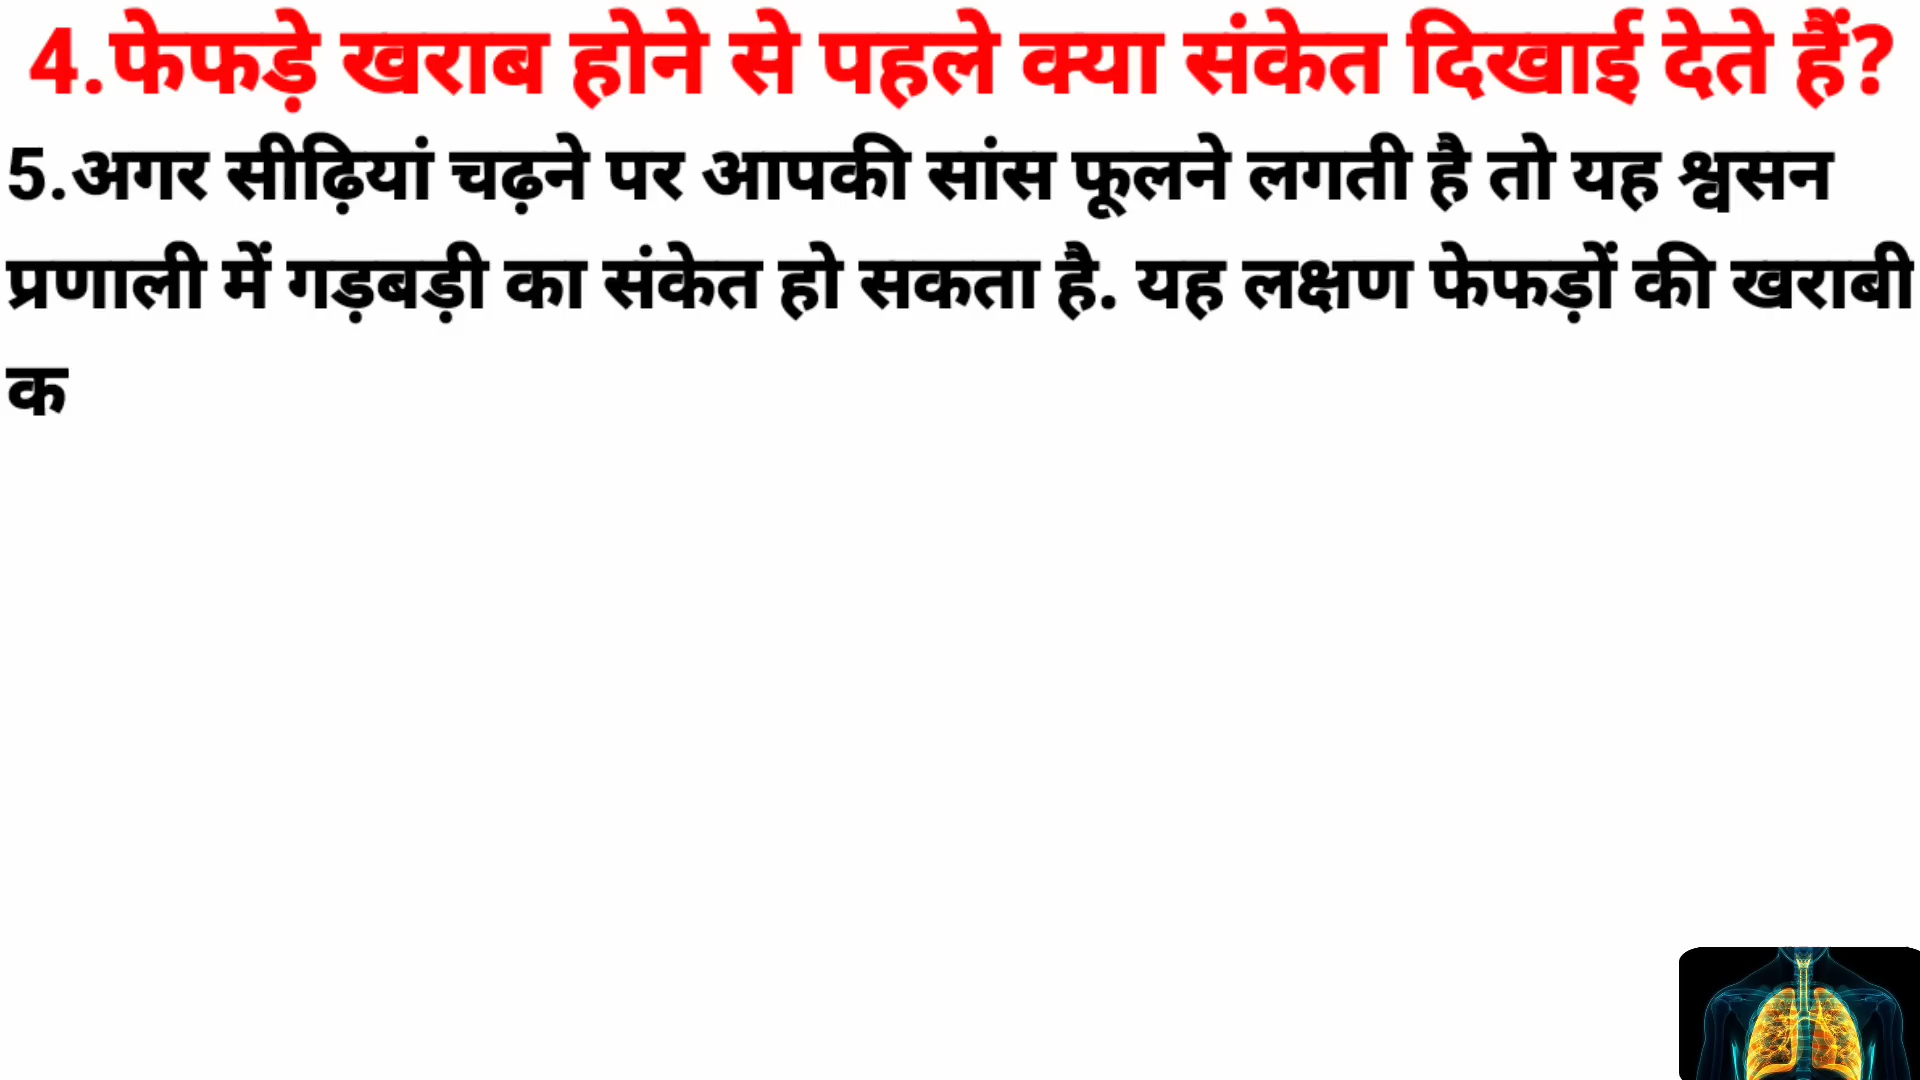 4.फेफड़े खराब होने से पहले क्या संकेत दिखाई देते हैं?
5.अगर सीढ़ियां चढ़ने पर आपकी सांस फूलने लगती है तो यह श्वसन
प्रणाली में गड़बड़ी का संकेत हो सकता है. यह लक्षण फेफड़ों की खराबी
क